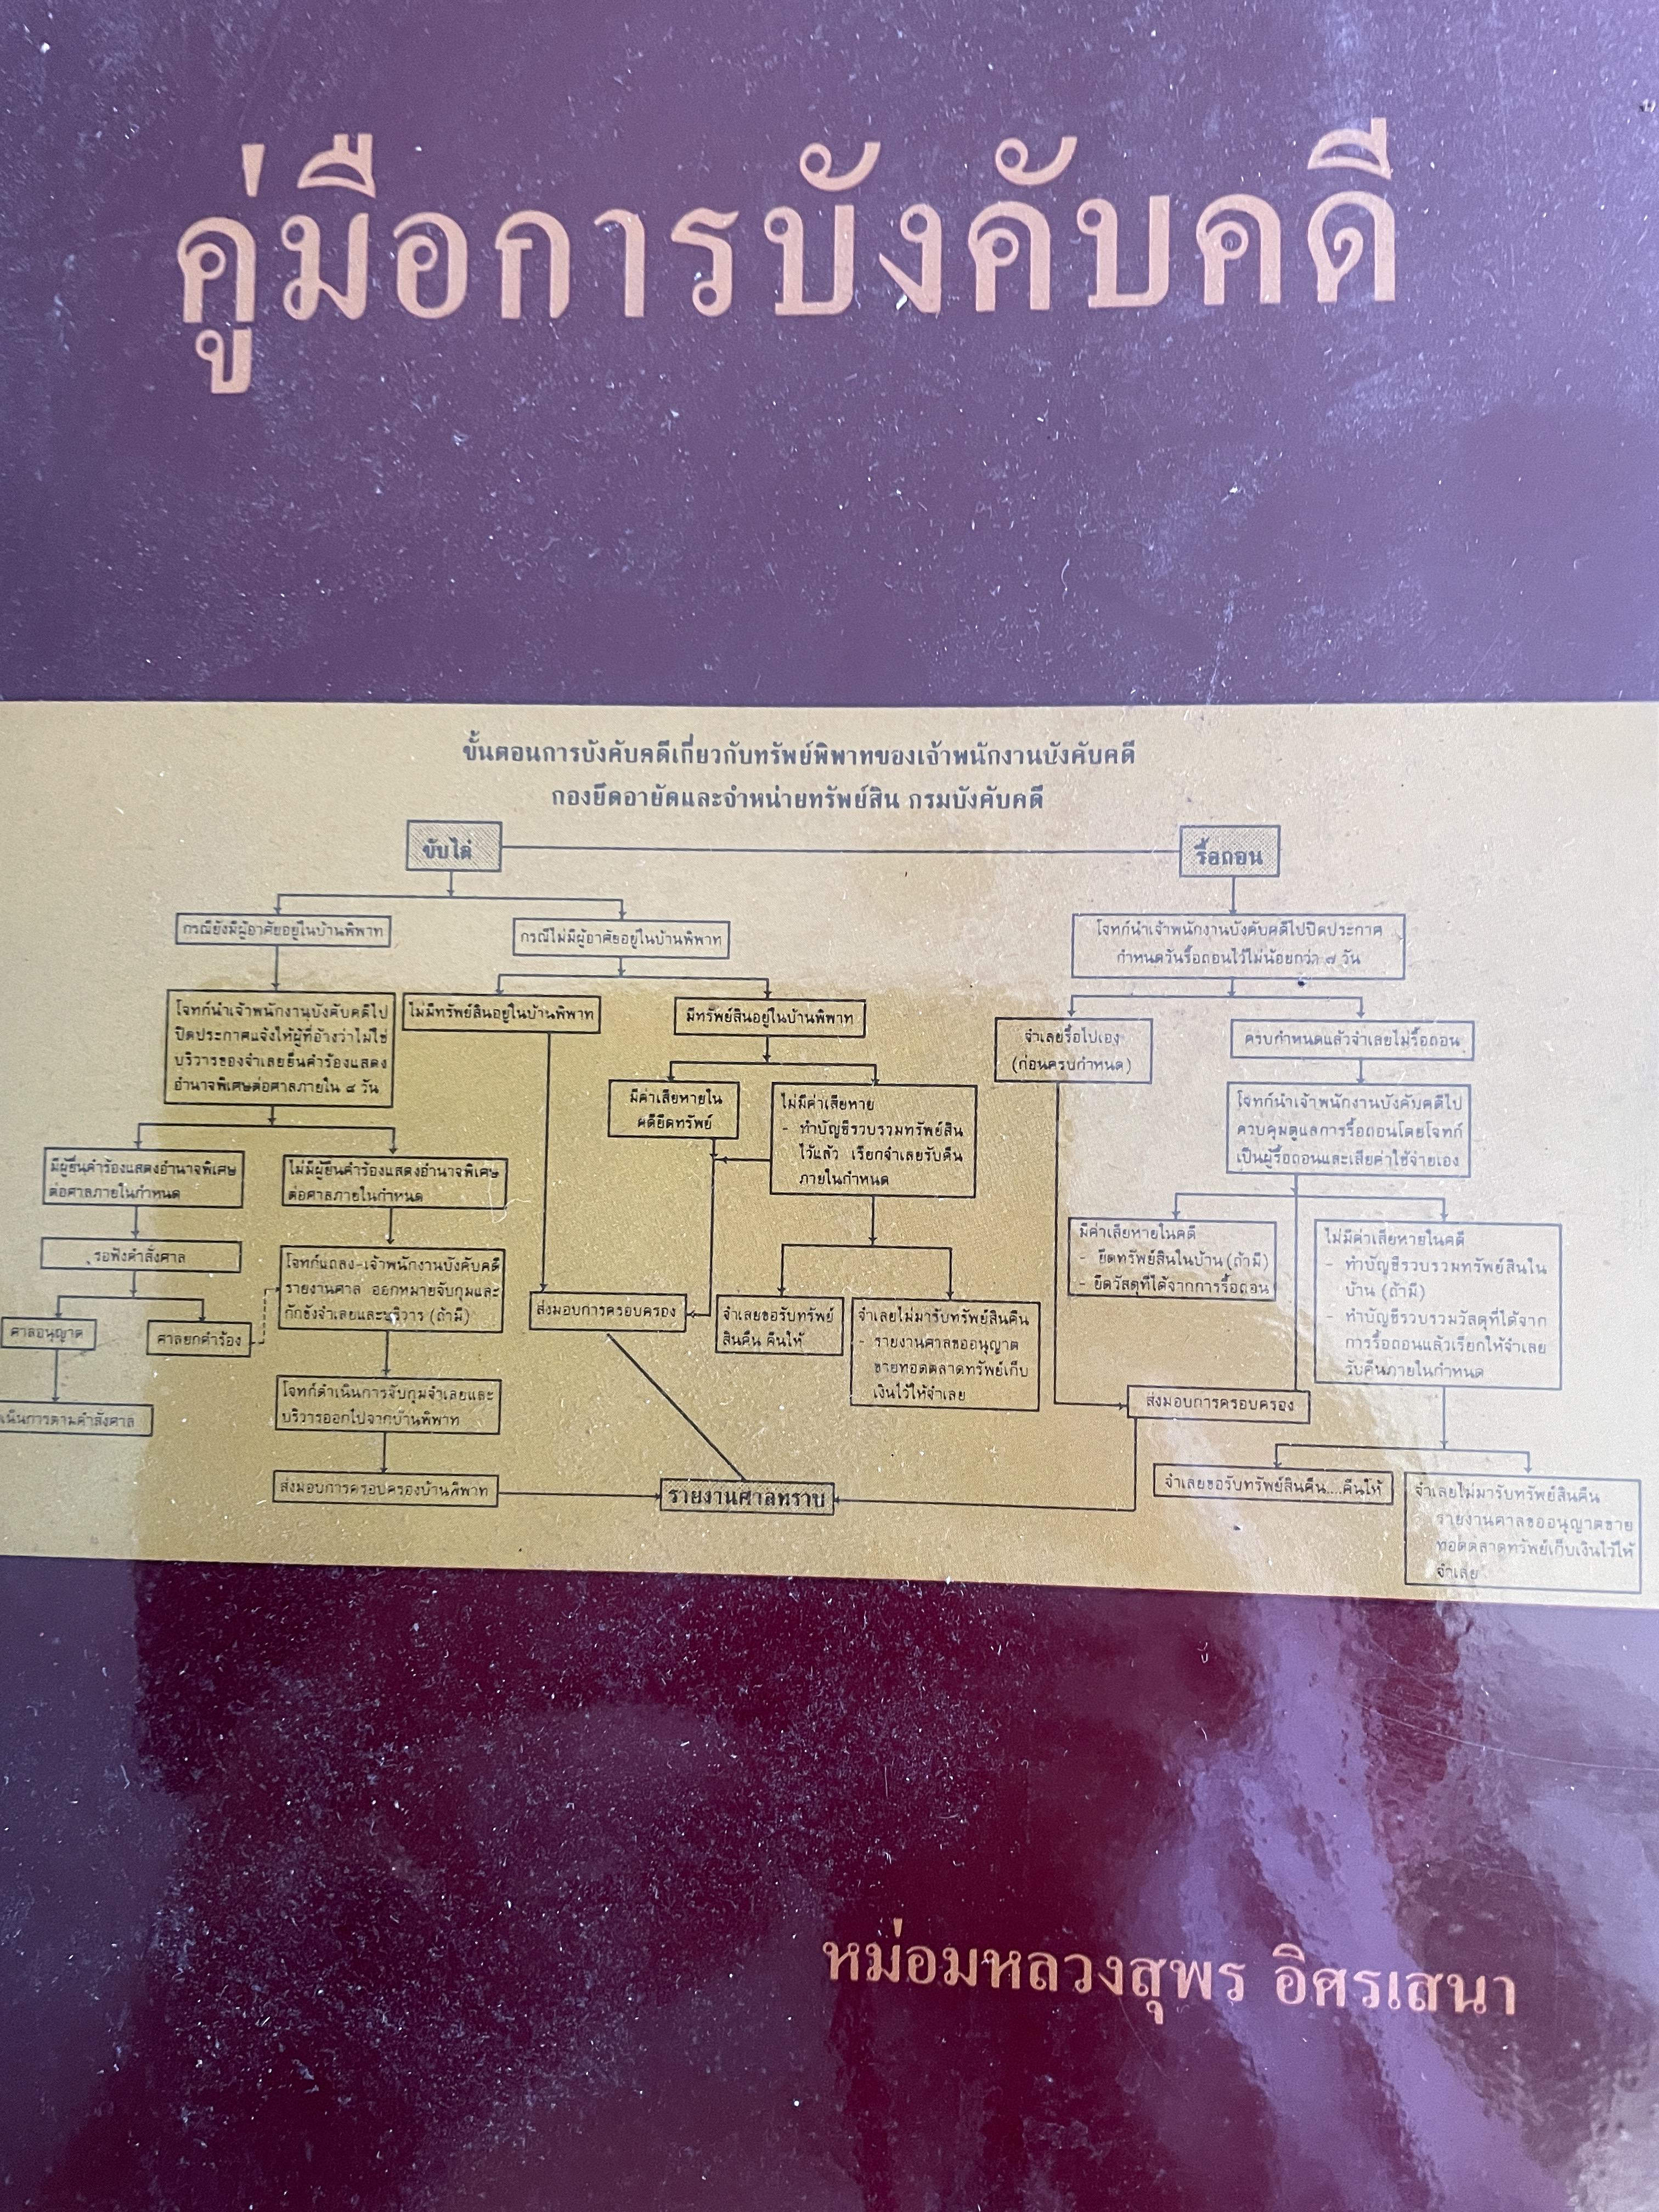 คู่มือการบังคับคดี
ขั้นตอนการบังคับคดีเกี่ยวกับทรัพย์พิพาทของเจ้าพนักงานบังคับคดี
กองยึดอายัดและจำหน่ายทรัพย์สิน กรมบังคับคดี
ขับไล่
รื้อถอน
กรณียังมีผู้อาศัยอยู่ในบ้านพิพาท
กรณีไม่มีผู้อาศัยอยู่ในบ้านพิพาท
โจทก์นำเจ้าพนักงานบังคับคดีไปปิดประกาศ
กำหนดวันรื้อถอนไว้ไม่น้อยกว่า ๗ วัน
โจทก์นำเจ้าพนักงานบังคับคดีไป
ปิดประกาศแจ้งให้ผู้ที่อ้างว่าไม่ใช่
บริวารของจำเลยยื่นคำร้องแสดง
อำนาจพิเศษต่อศาลภายใน ๘ วัน
ไม่มีทรัพย์สินอยู่ในบ้านพิพาท
มีทรัพย์สินอยู่ในบ้านพิพาท
จำเลยรื้อไปเอง
(ก่อนครบกำหนด)
ครบกำหนดแล้วจำเลยไม่รื้อถอน
มีค่าเสียหายใน
คดียึดทรัพย์
ไม่มีค่าเสียหาย
- ทำบัญชีรวบรวมทรัพย์สิน
ไว้แล้ว เรียกจำเลยรับคืน
ภายในกำหนด
โจทก์นำเจ้าพนักงานบังคับคดีไป
ควบคุมดูแลการรื้อถอนโดยโจทก์
เป็นผู้รื้อถอนและเสียค่าใช้จ่ายเอง
มีผู้ยื่นคำร้องแสดงอำนาจพิเศษ
ต่อศาลภายในกำหนด
ไม่มีผู้ยื่นคำร้องแสดงอำนาจพิเศษ
ต่อศาลภายในกำหนด
มีค่าเสียหายในคดี
- ยึดทรัพย์สินในบ้าน (ถ้ามี)
- ยึดวัสดุที่ได้จากการรื้อถอน
ไม่มีค่าเสียหายในคดี
- ทำบัญชีรวบรวมทรัพย์สินใน
บ้าน (ถ้ามี)
- ทำบัญชีรวบรวมวัสดุที่ได้จาก
การรื้อถอนแล้วเรียกให้จำเลย
รับคืนภายในกำหนด
รอฟังคำสั่งศาล
โจทก์แถลง-เจ้าพนักงานบังคับคดี
รายงานศาล ออกหมายจับกุมและ
กักขังจำเลยและบริวาร (ถ้ามี)
ส่งมอบการครอบครอง
จำเลยขอรับทรัพย์
สินคืน คืนให้
จำเลยไม่มารับทรัพย์สินคืน
- รายงานศาลขออนุญาต
ขายทอดตลาดทรัพย์เก็บ
เงินไว้ให้จำเลย
ศาลอนุญาต
ศาลยกคำร้อง
โจทก์ดำเนินการจับกุมจำเลยและ
บริวารออกไปจากบ้านพิพาท
ส่งมอบการครอบครอง
เนินการตามคำสั่งศาล
ส่งมอบการครอบครองบ้านพิพาท
รายงานศาลทราบ
จำเลยขอรับทรัพย์สินคืน....คืนให้
จำเลยไม่มารับทรัพย์สินคืน
รายงานศาลขออนุญาตขาย
ทอดตลาดทรัพย์เก็บเงินไว้ให้
จำเลย
หม่อมหลวงสุพร อิศรเสนา